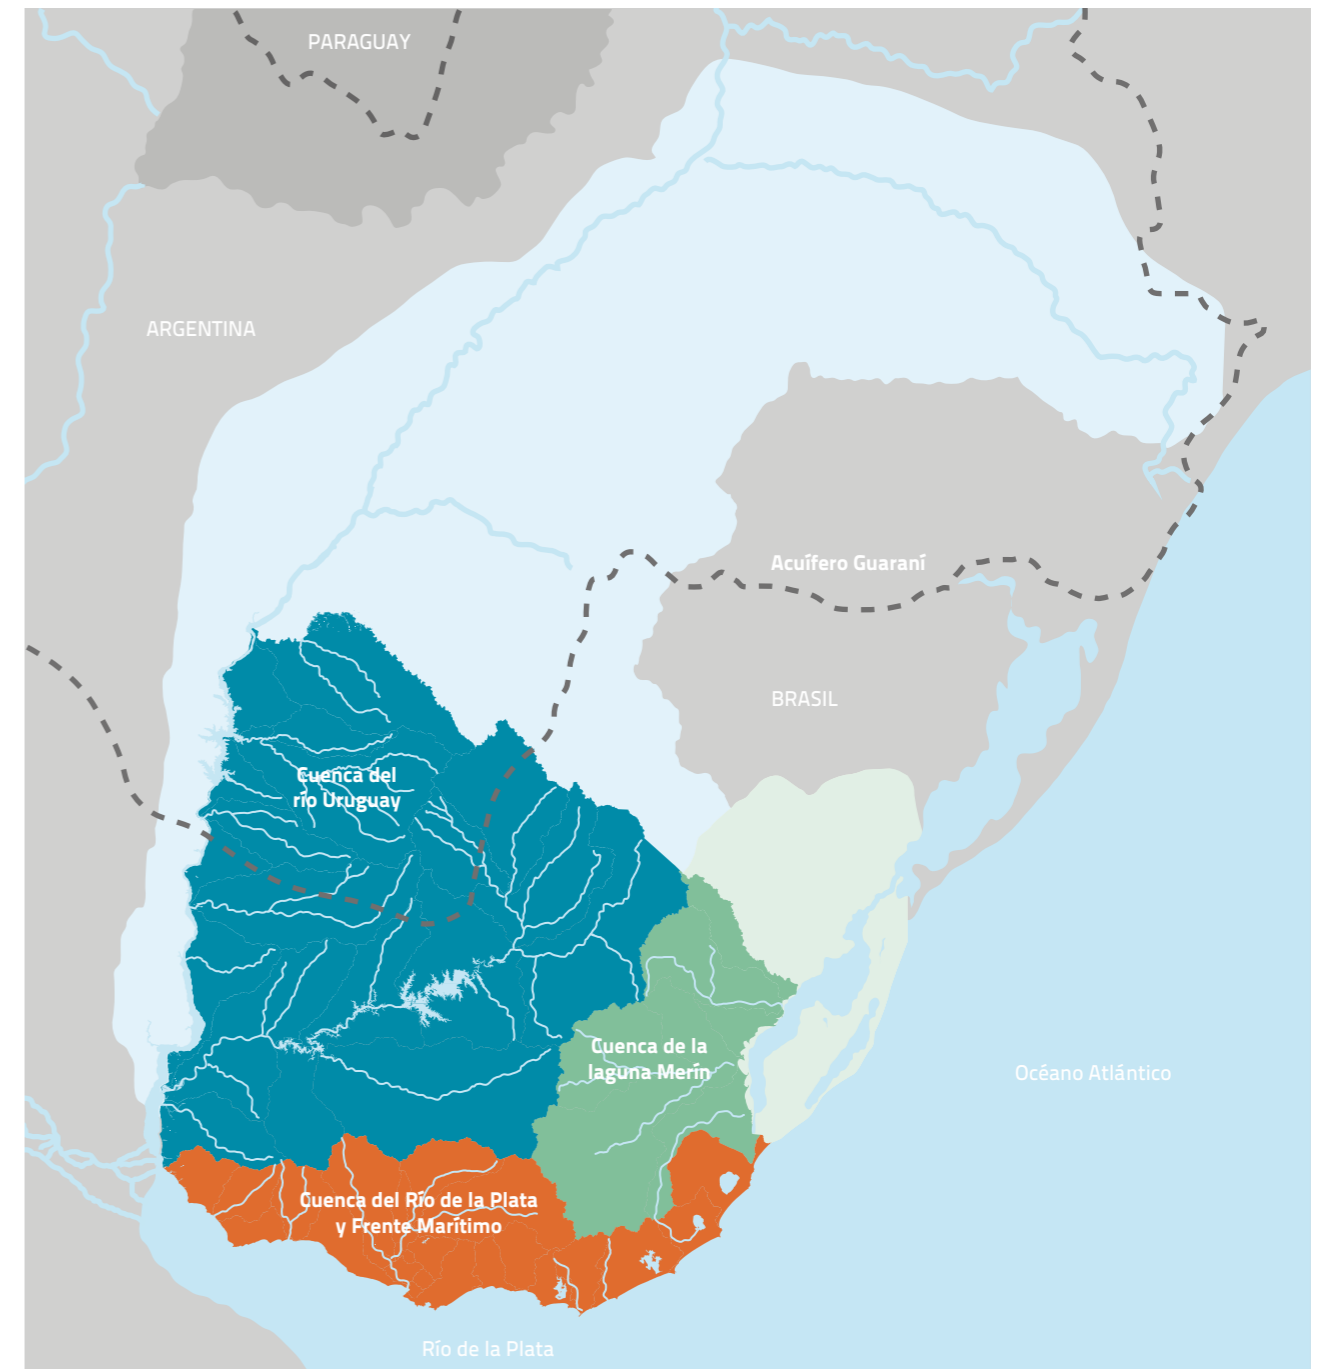 PARAGUAY
ARGENTINA
Acuífero Guaraní
BRASIL
Cuenca del
río Uruguay
Cuenca de la
laguna Merín
Océano Atlántico
Cuenca del Río de la Plata
y Frente Marítimo
Río de la Plata